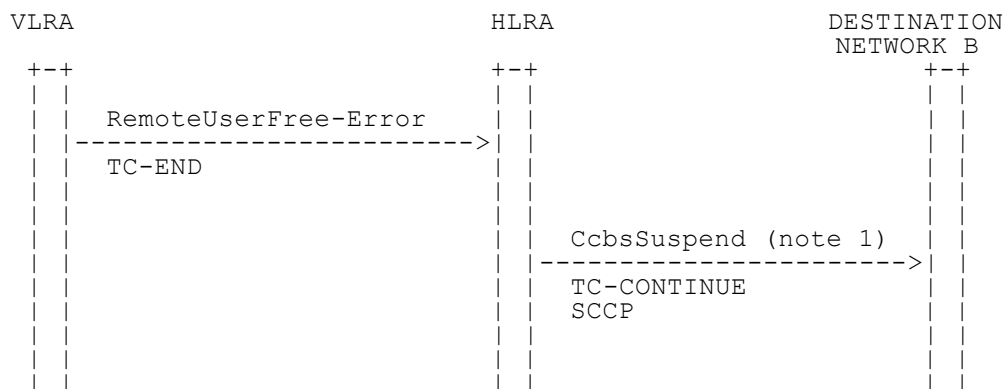 VLRA HLRA DESTINATION
NETWORK B
RemoteUserFree-Error
TC-END
CcbsSuspend (note 1)
TC-CONTINUE
SCCP